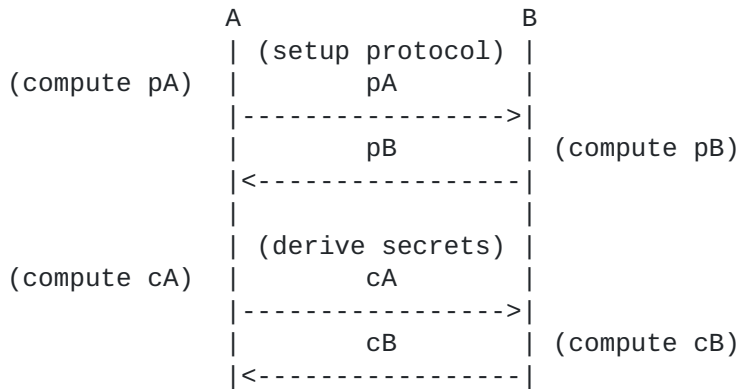 A B
| (setup protocol) |
(compute pA) | pA |
|----------------->|
| pB | (compute pB)
|<-----------------|
| |
| (derive secrets) |
(compute cA) | cA |
|----------------->|
| cB | (compute cB)
|<-----------------|